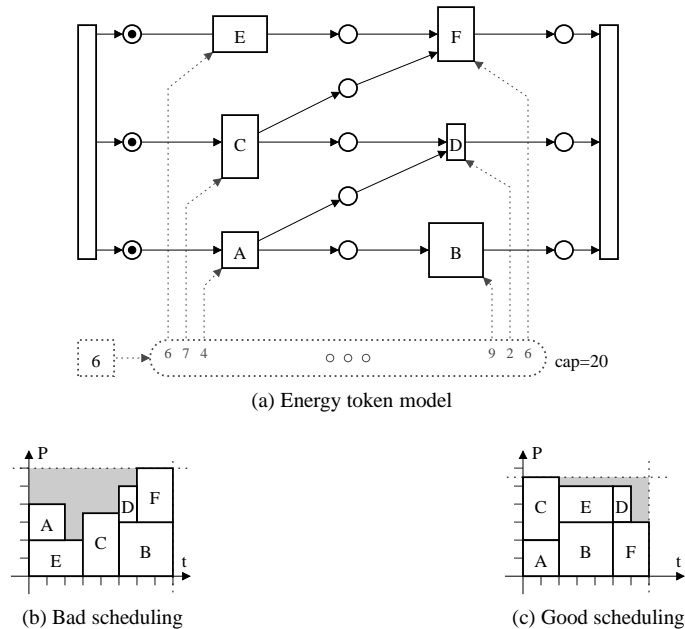 E
F
C
D
A
B
6
6 7 4
9 2 6
cap=20
(a) Energy token model
P
A
E
C
D
F
B
t
(b) Bad scheduling
P
C
A
E
D
B
F
t
(c) Good scheduling